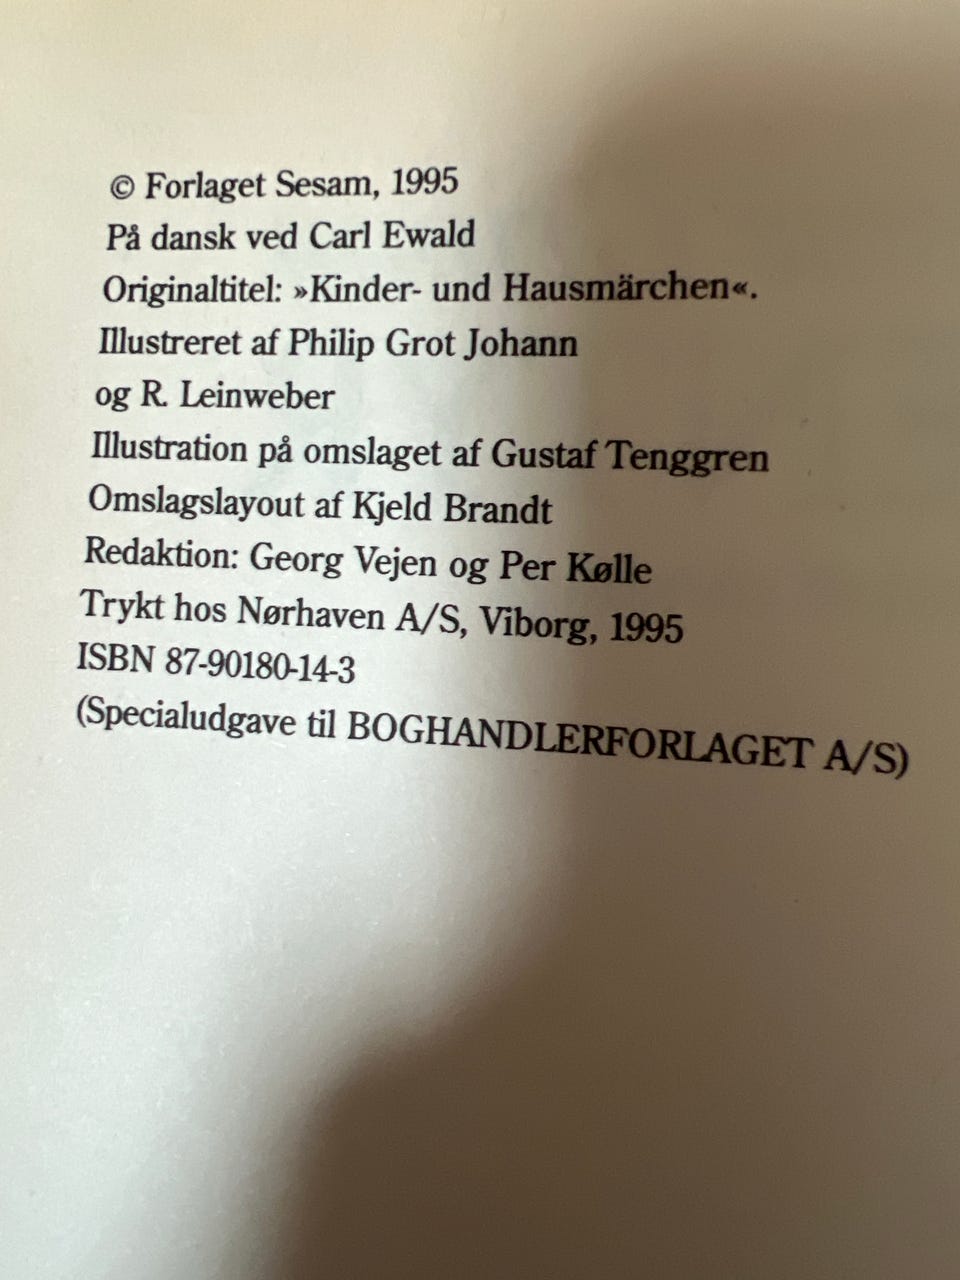 © Forlaget Sesam, 1995
På dansk ved Carl Ewald
Originaltitel: »Kinder- und Hausmärchen«.
Illustreret af Philip Grot Johann
og R. Leinweber
Illustration på omslaget af Gustaf Tenggren
Omslagslayout af Kjeld Brandt
Redaktion: Georg Vejen og Per Kølle
Trykt hos Nørhaven A/S, Viborg, 1995
ISBN 87-90180-14-3
(Specialudgave til BOGHANDLERFORLAGET A/S)